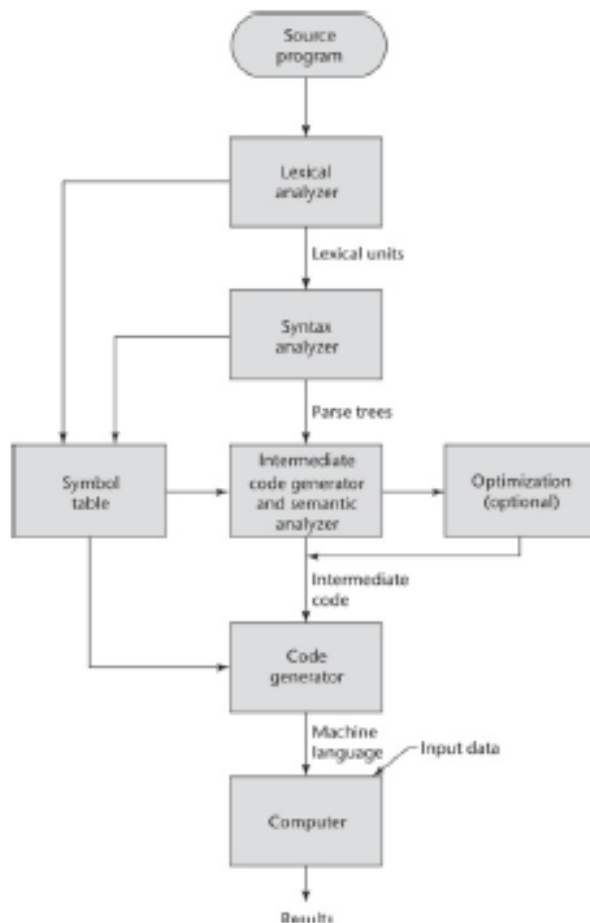 Source
program
Lexical
analyzer
Lexical units
Syntax
analyzer
Parse trees
Symbol
table
Intermediate
code generator
and semantic
analyzer
Optimization
(optional)
Intermediate
code
Code
generator
Machine
language
Input data
Computer
Results